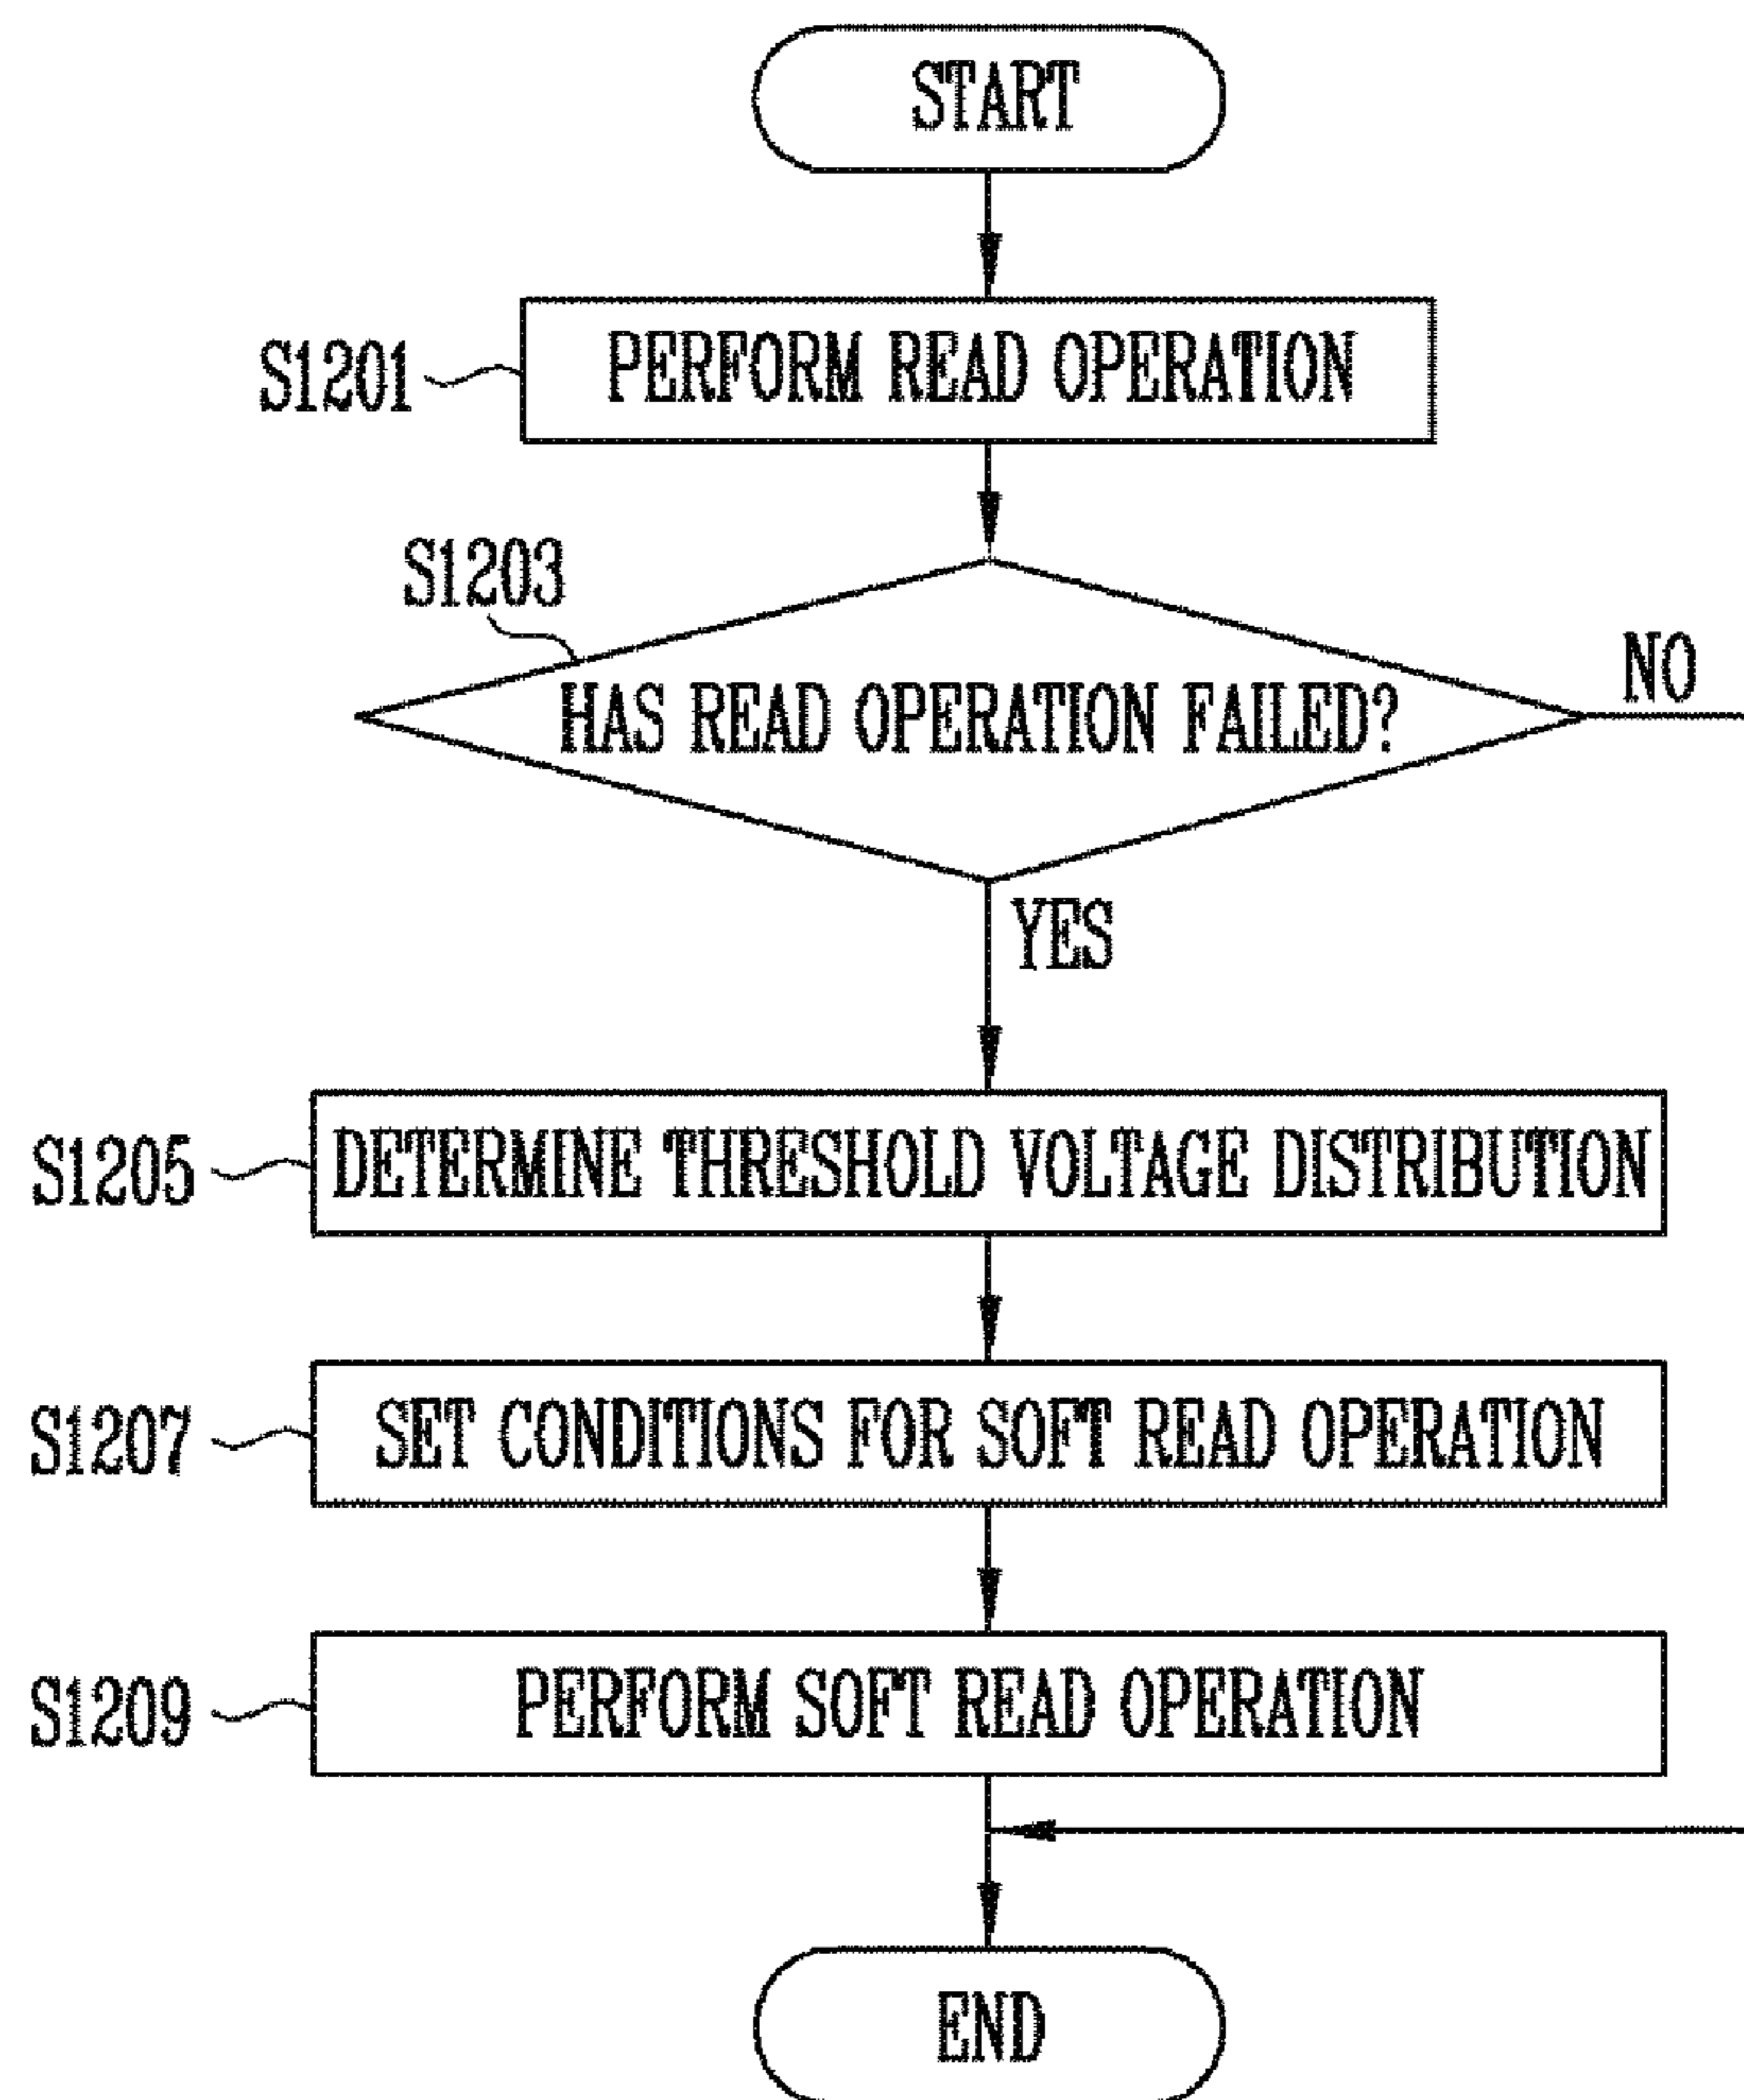 START
S1201
PERFORM READ OPERATION
S1203
HAS READ OPERATION FAILED?
NO
YES
S1205
DETERMINE THRESHOLD VOLTAGE DISTRIBUTION
S1207
SET CONDITIONS FOR SOFT READ OPERATION
S1209
PERFORM SOFT READ OPERATION
END